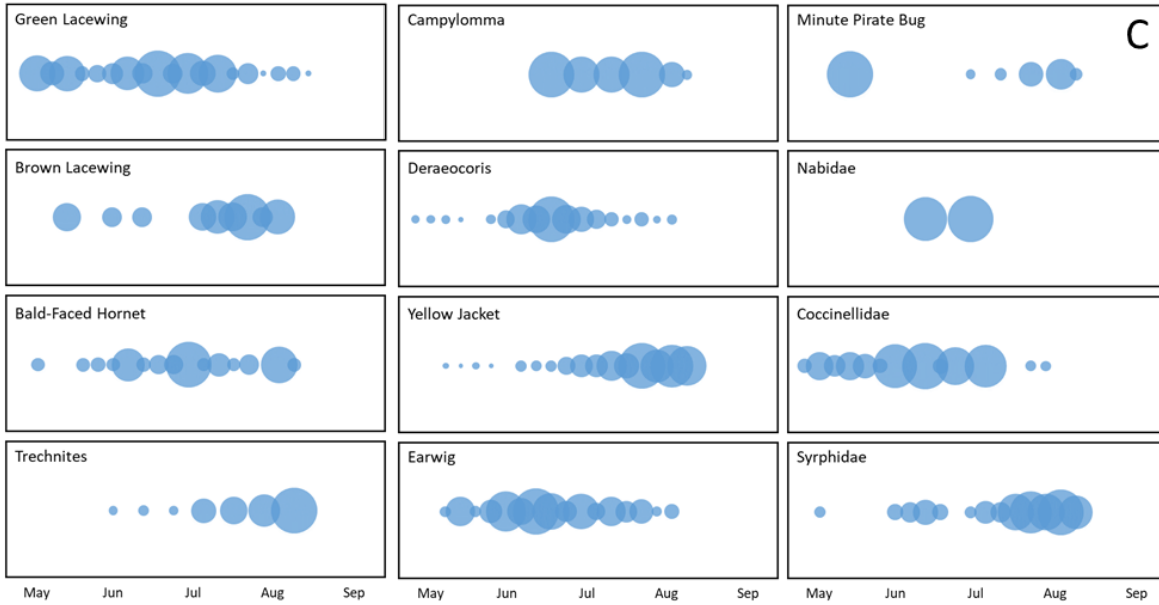 Green Lacewing
Campylomma
Minute Pirate Bug
C
Brown Lacewing
Deraeocoris
Nabidae
Bald-Faced Hornet
Yellow Jacket
Coccinellidae
Trechnites
Earwig
Syrphidae
May Jun Jul Aug Sep
May Jun Jul Aug Sep
May Jun Jul Aug Sep